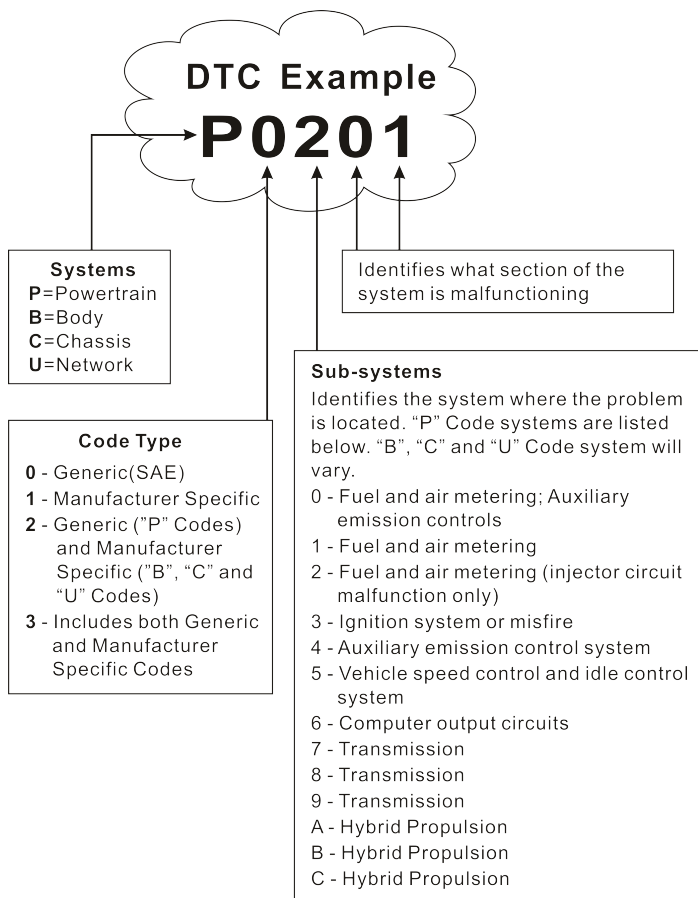 DTC Example
P0201
Systems
P=Powertrain
B=Body
C=Chassis
U=Network
Identifies what section of the
system is malfunctioning
Code Type
0 - Generic(SAE)
1 - Manufacturer Specific
2 - Generic (”P” Codes)
and Manufacturer
Specific (”B”, “C” and
“U” Codes)
3 - Includes both Generic
and Manufacturer
Specific Codes
Sub-systems
Identifies the system where the problem
is located. “P” Code systems are listed
below. “B”, “C” and “U” Code system will
vary.
0 - Fuel and air metering; Auxiliary
emission controls
1 - Fuel and air metering
2 - Fuel and air metering (injector circuit
malfunction only)
3 - Ignition system or misfire
4 - Auxiliary emission control system
5 - Vehicle speed control and idle control
system
6 - Computer output circuits
7 - Transmission
8 - Transmission
9 - Transmission
A - Hybrid Propulsion
B - Hybrid Propulsion
C - Hybrid Propulsion